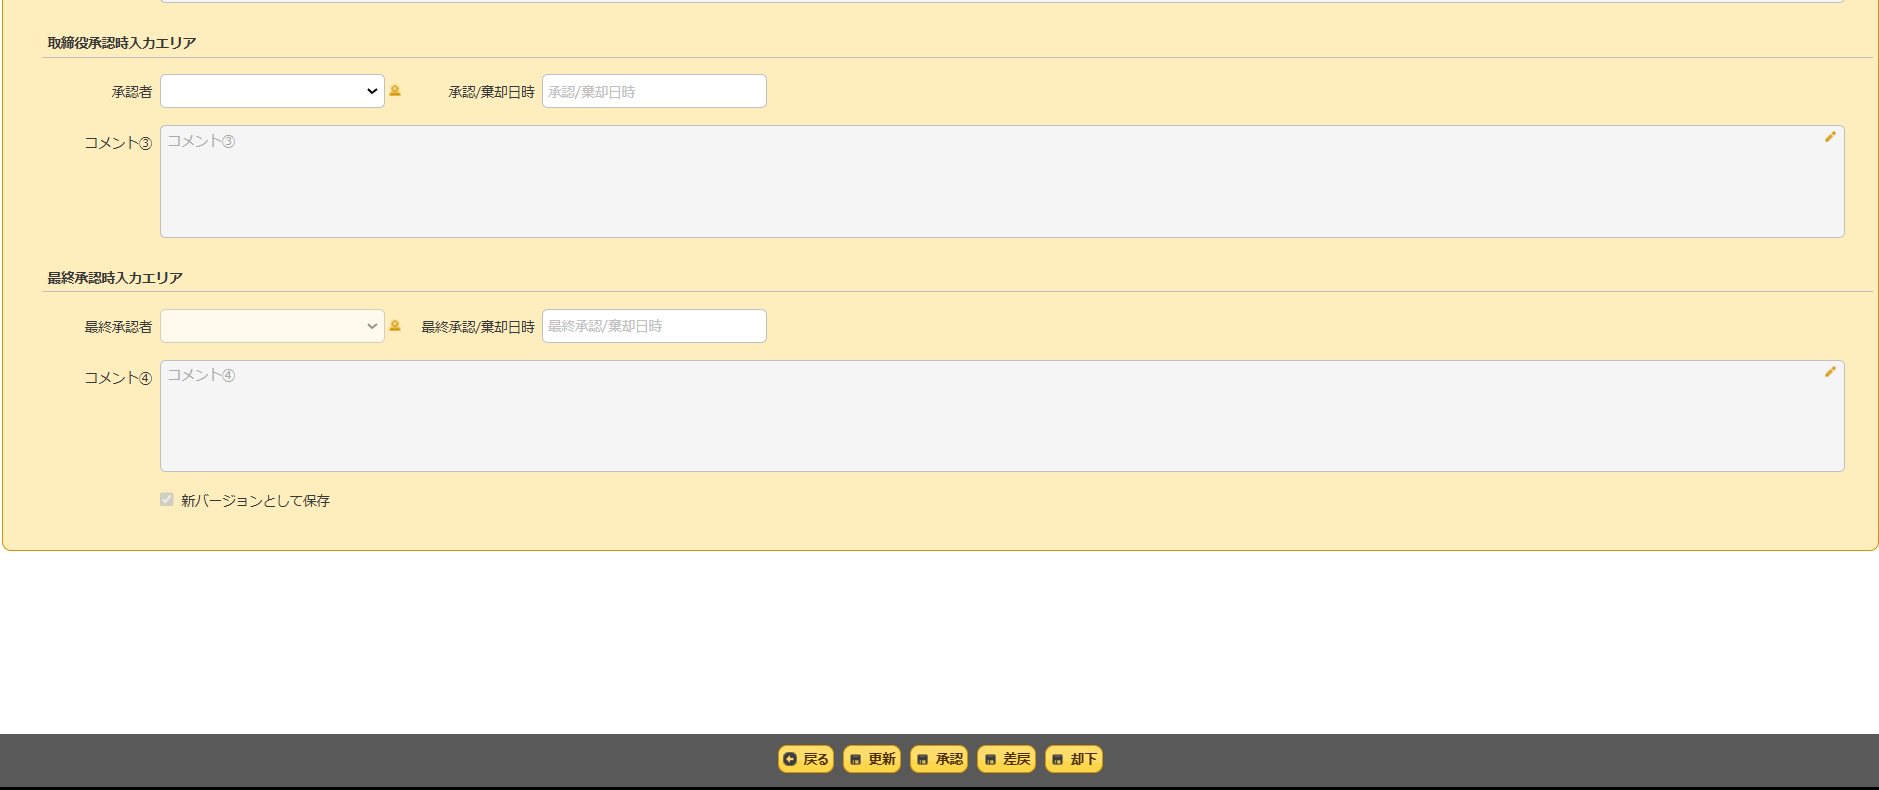 取締役承認時入力エリア
承認者 承認/棄却日時 承認/棄却日時
コメント③ コメント③
最終承認時入力エリア
最終承認者 最終承認/棄却日時 最終承認/棄却日時
コメント④ コメント④
新バージョンとして保存
戻る 更新 承認 差戻 却下